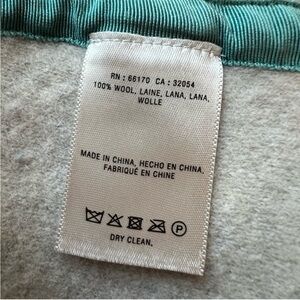 RN : 66170 CA : 32054
100% WOOL, LAINE, LANA, LANA,
WOLLE
MADE IN CHINA, HECHO EN CHINA,
FABRIQUÉ EN CHINE
P
DRY CLEAN.